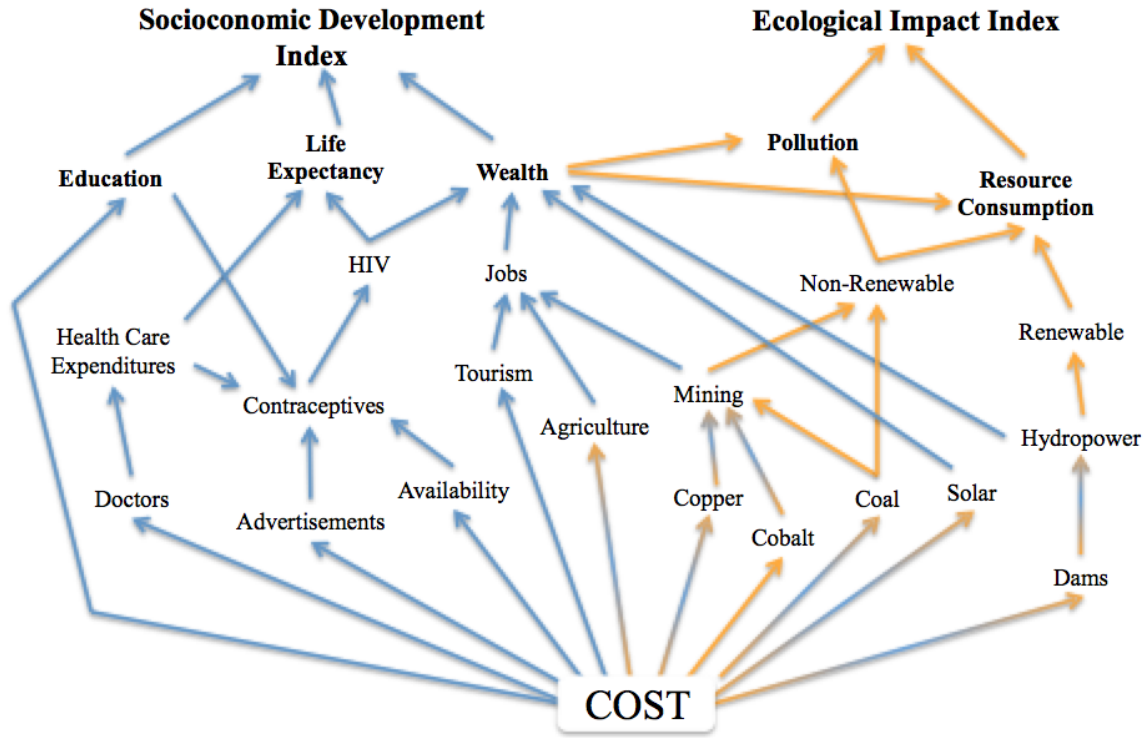 Socioeconomic Development
Index
Ecological Impact Index
Education
Life
Expectancy
Wealth
Pollution
Resource
Consumption
HIV
Jobs
Non-Renewable
Renewable
Health Care
Expenditures
Contraceptives
Tourism
Agriculture
Mining
Hydropower
Doctors
Advertisements
Availability
Copper
Cobalt
Coal
Solar
Dams
COST